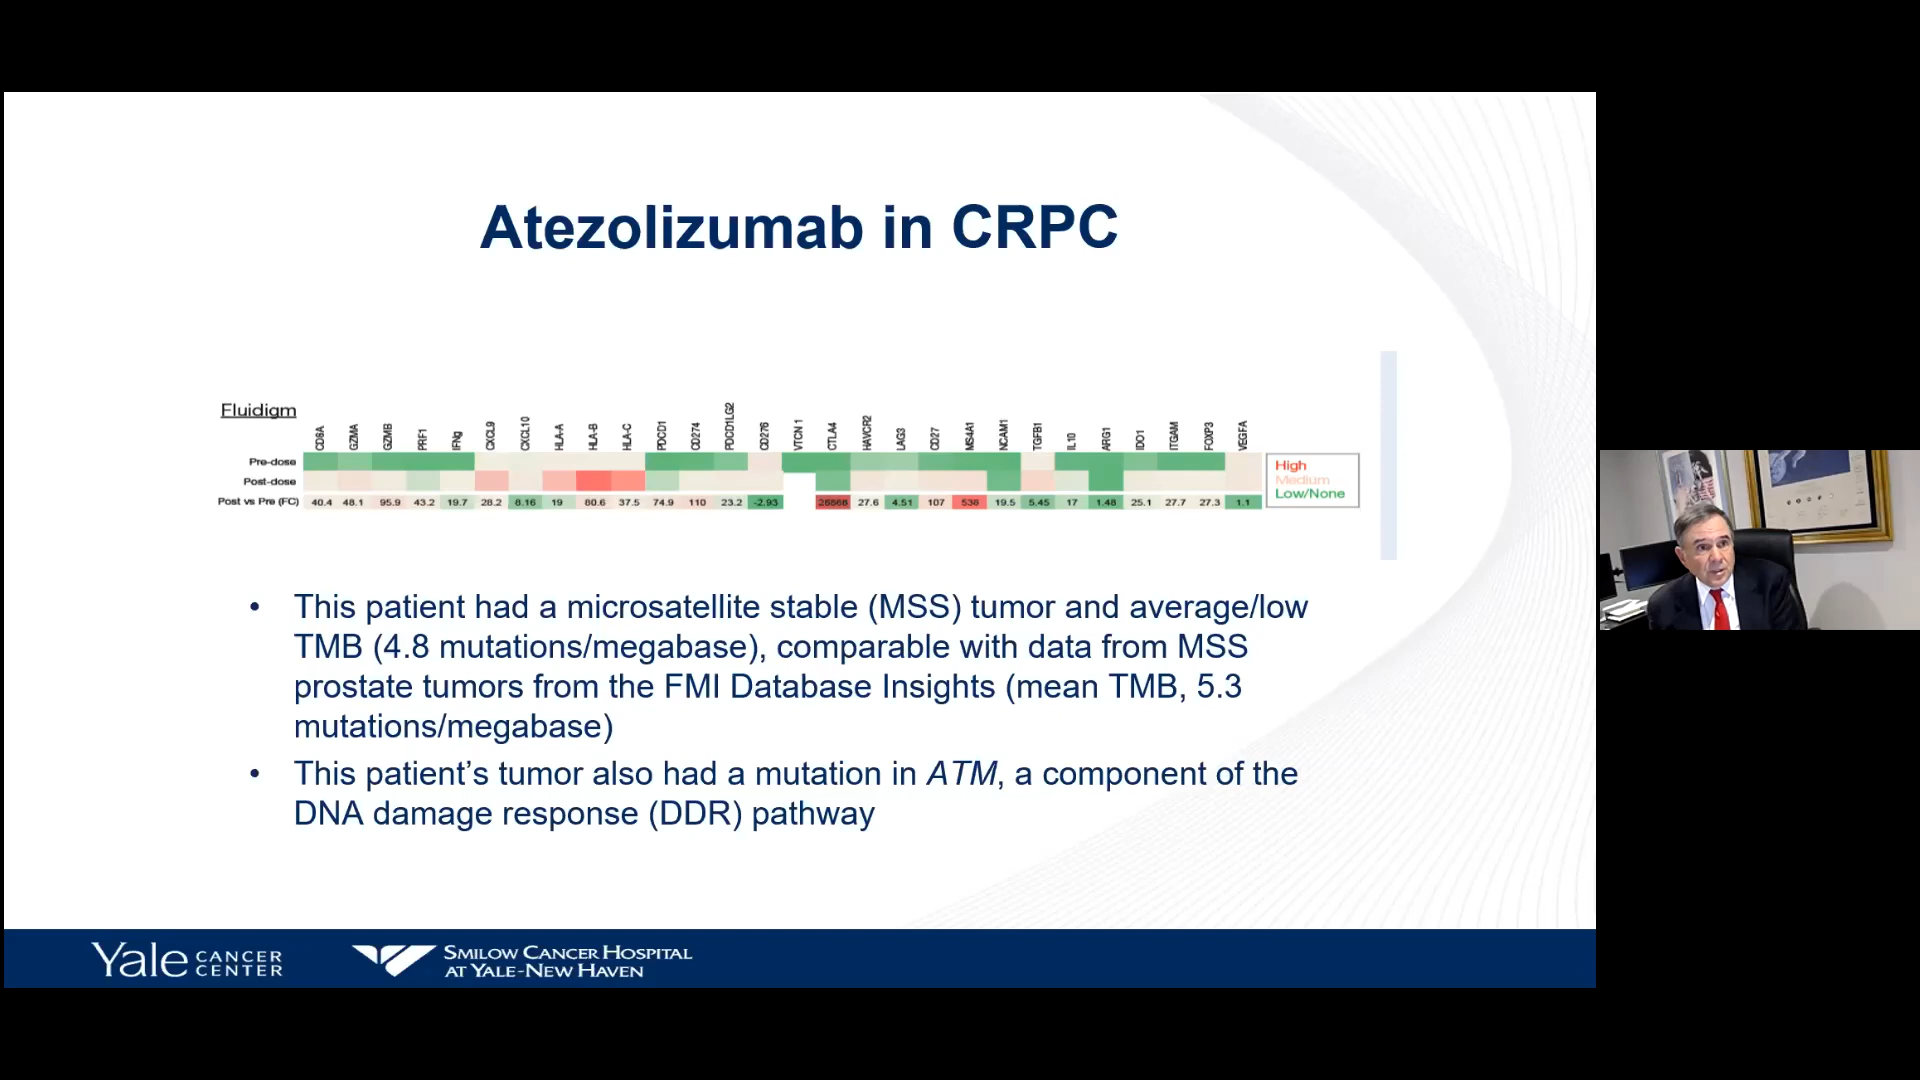 Atezolizumab in CRPC
Fluidigm
CD8A GZMA GZMB PRF1 IFNg CXCL9 CXCL10 HLA-A HLA-B HLA-C PDCD1 CD274 PDCD1LG2 CD276 VTCN 1 CTLA4 HAVCR2 LAG3 CD27 MS4A1 NCAM1 TGFB1 IL10 ARG1 IDO1 ITGAM FOXP3 VEGFA
Pre-dose
Post-dose
Post vs Pre (FC) 40.4 48.1 95.9 43.2 19.7 28.2 8.16 19 80.6 37.5 74.9 110 23.2 -2.93 27.6 4.51 107 538 19.5 5.45 17 1.48 25.1 27.7 27.3 1.1
High
Medium
Low/None
• This patient had a microsatellite stable (MSS) tumor and average/low
TMB (4.8 mutations/megabase), comparable with data from MSS
prostate tumors from the FMI Database Insights (mean TMB, 5.3
mutations/megabase)
• This patient’s tumor also had a mutation in ATM, a component of the
DNA damage response (DDR) pathway
Yale CANCER CENTER
SMILOW CANCER HOSPITAL
AT YALE-NEW HAVEN